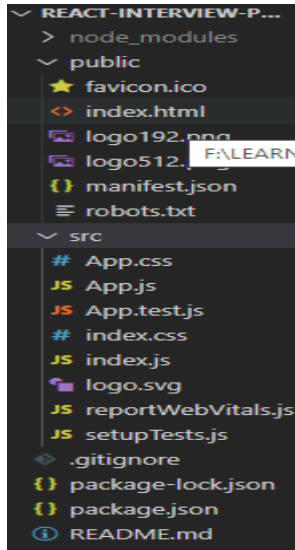 REACT-INTERVIEW-P...
node_modules
public
favicon.ico
index.html
logo192.png
logo512.
F:\LEARN
manifest.json
robots.txt
src
App.css
App.js
App.test.js
index.css
index.js
logo.svg
reportWebVitals.js
setupTests.js
.gitignore
package-lock.json
package.json
README.md